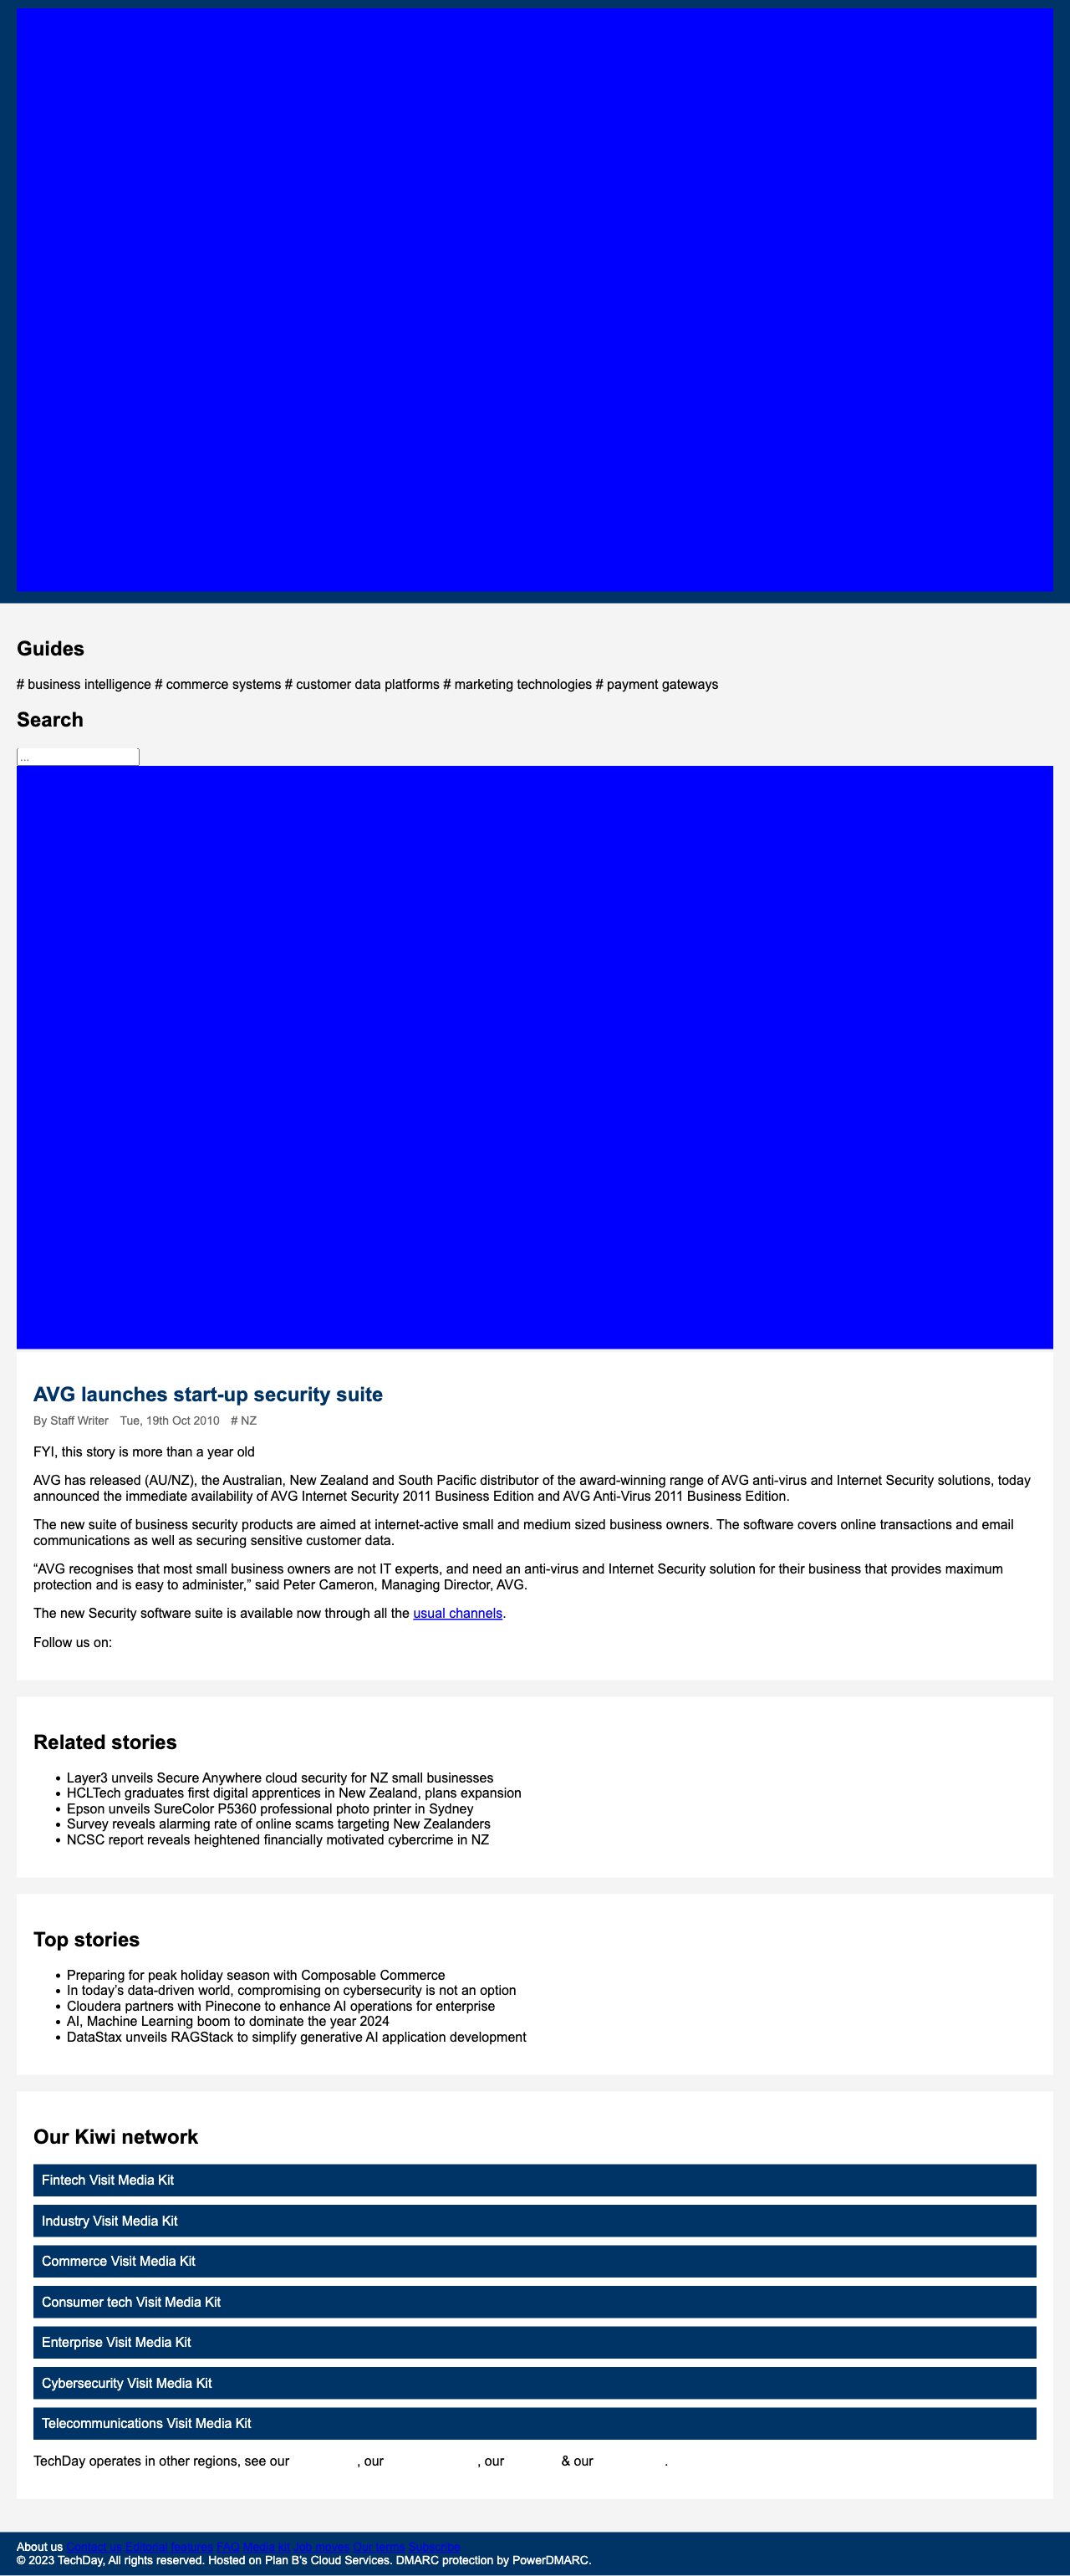 Guides
# business intelligence # commerce systems # customer data platforms # marketing technologies # payment gateways
Search
...
AVG launches start-up security suite
By Staff Writer Tue, 19th Oct 2010 # NZ
FYI, this story is more than a year old
AVG has released (AU/NZ), the Australian, New Zealand and South Pacific distributor of the award-winning range of AVG anti-virus and Internet Security solutions, today
announced the immediate availability of AVG Internet Security 2011 Business Edition and AVG Anti-Virus 2011 Business Edition.
The new suite of business security products are aimed at internet-active small and medium sized business owners. The software covers online transactions and email
communications as well as securing sensitive customer data.
“AVG recognises that most small business owners are not IT experts, and need an anti-virus and Internet Security solution for their business that provides maximum
protection and is easy to administer,” said Peter Cameron, Managing Director, AVG.
The new Security software suite is available now through all the usual channels.
Follow us on:
Related stories
• Layer3 unveils Secure Anywhere cloud security for NZ small businesses
• HCLTech graduates first digital apprentices in New Zealand, plans expansion
• Epson unveils SureColor P5360 professional photo printer in Sydney
• Survey reveals alarming rate of online scams targeting New Zealanders
• NCSC report reveals heightened financially motivated cybercrime in NZ
Top stories
• Preparing for peak holiday season with Composable Commerce
• In today’s data-driven world, compromising on cybersecurity is not an option
• Cloudera partners with Pinecone to enhance AI operations for enterprise
• AI, Machine Learning boom to dominate the year 2024
• DataStax unveils RAGStack to simplify generative AI application development
Our Kiwi network
Fintech Visit Media Kit
Industry Visit Media Kit
Commerce Visit Media Kit
Consumer tech Visit Media Kit
Enterprise Visit Media Kit
Cybersecurity Visit Media Kit
Telecommunications Visit Media Kit
TechDay operates in other regions, see our , our , our & our .
About us Contact us Editorial features FAQ Media kit Job moves Our terms Subscribe
© 2023 TechDay, All rights reserved. Hosted on Plan B’s Cloud Services. DMARC protection by PowerDMARC.